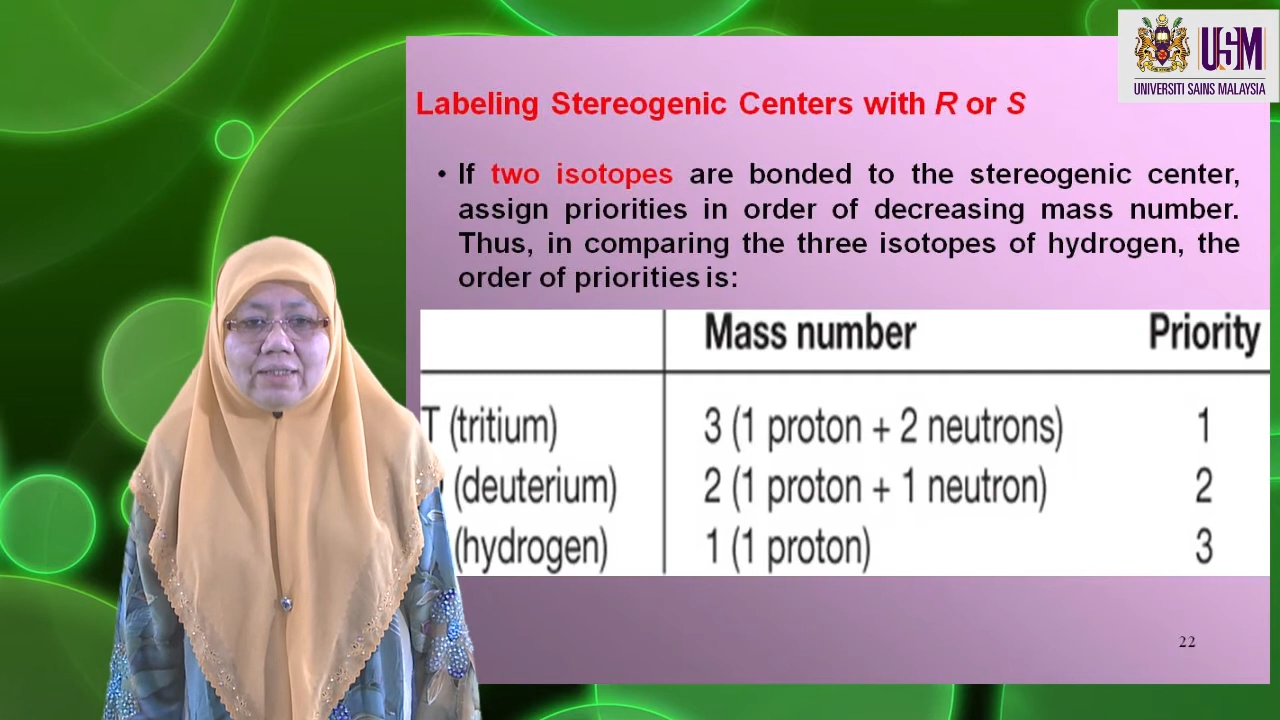 USM
UNIVERSITI SAINS MALAYSIA
Labeling Stereogenic Centers with R or S
• If two isotopes are bonded to the stereogenic center,
assign priorities in order of decreasing mass number.
Thus, in comparing the three isotopes of hydrogen, the
order of priorities is:
Mass number Priority
T (tritium) 3 (1 proton + 2 neutrons) 1
(deuterium) 2 (1 proton + 1 neutron) 2
(hydrogen) 1 (1 proton) 3
22